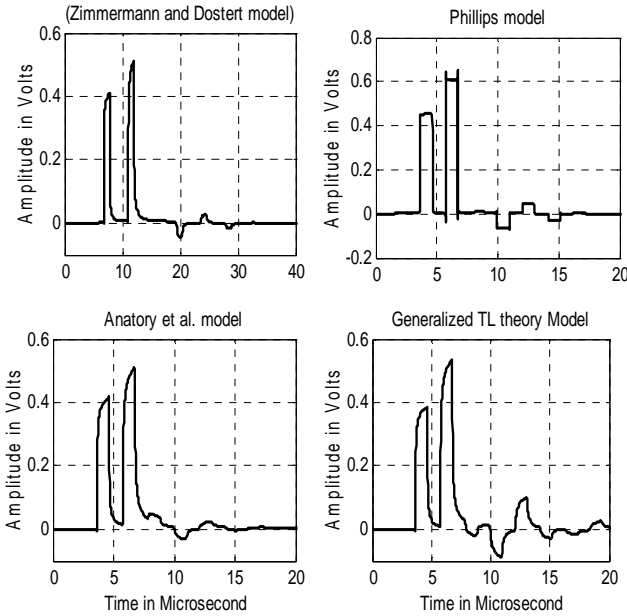 (Zimmermann and Dostert model)
Phillips model
Amplitude in Volts
0.6
0.4
0.2
0
0 10 20 30 40
Amplitude in Volts
0.8
0.6
0.4
0.2
0
-0.2
0 5 10 15 20
Anatory et al. model
Generalized TL theory Model
Amplitude in Volts
0.6
0.4
0.2
0
0 5 10 15 20
Time in Microsecond
Amplitude in Volts
0.6
0.4
0.2
0
0 5 10 15 20
Time in Microsecond